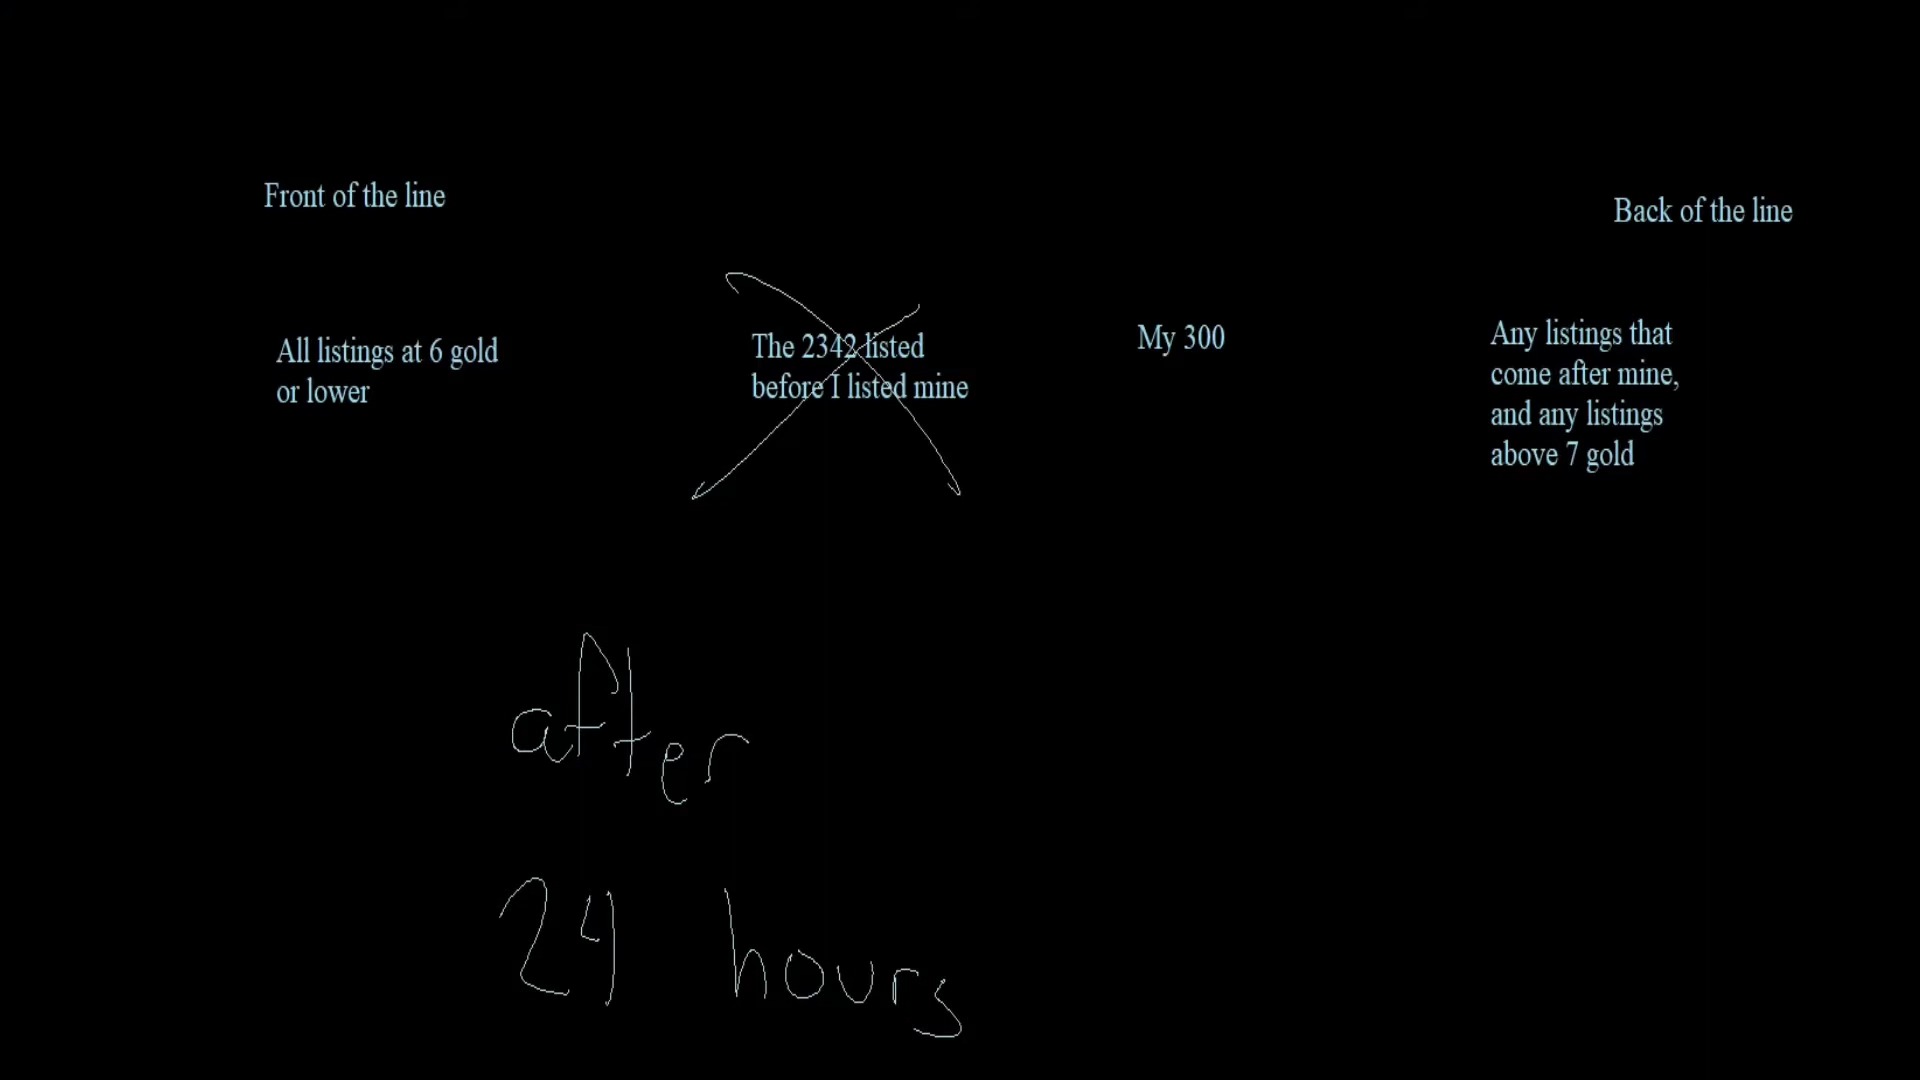 Front of the line
Back of the line
All listings at 6 gold
or lower
The 2342 listed
before I listed mine
My 300
Any listings that
come after mine,
and any listings
above 7 gold
after
24 hours